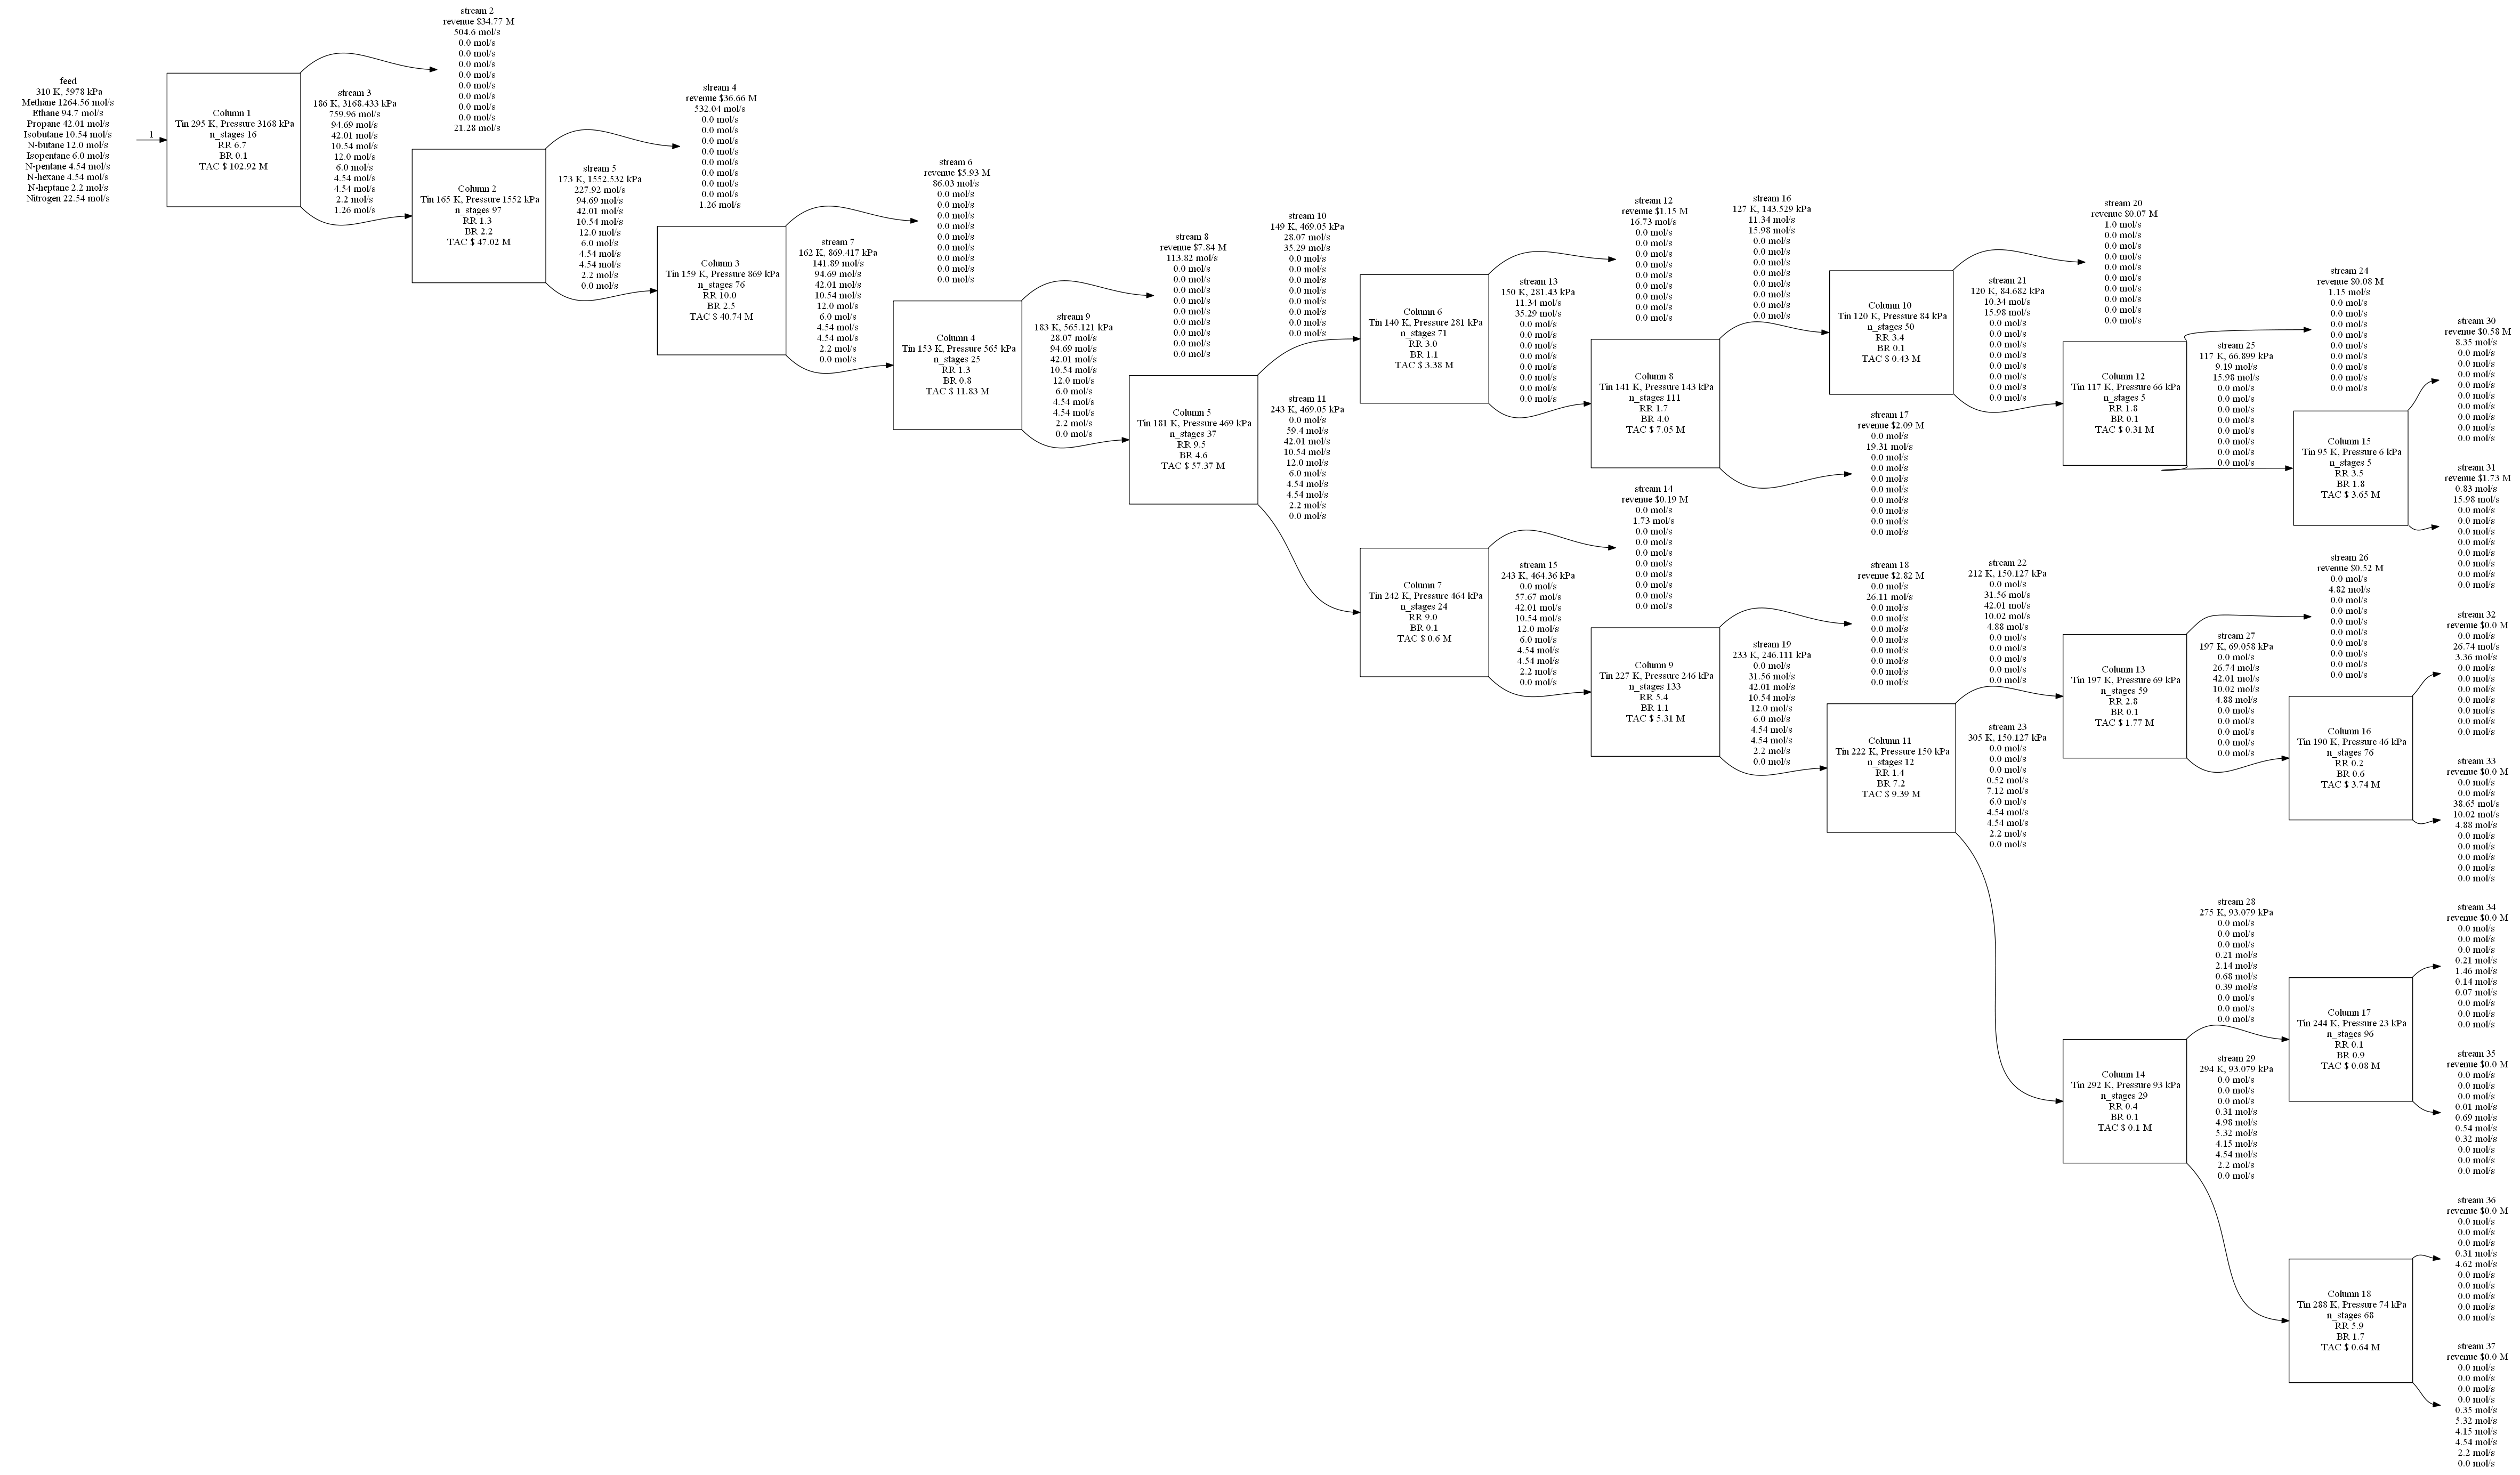 feed
310 K, 5978 kPa
Methane 1264.56 mol/s
Ethane 94.7 mol/s
Propane 42.01 mol/s
Isobutane 10.54 mol/s
N-butane 12.0 mol/s
Isopentane 6.0 mol/s
N-pentane 4.54 mol/s
N-hexane 4.54 mol/s
N-heptane 2.2 mol/s
Nitrogen 22.54 mol/s
1
Column 1
Tin 295 K, Pressure 3168 kPa
n_stages 16
RR 6.7
BR 0.1
TAC $ 102.92 M
stream 2
revenue $34.77 M
504.6 mol/s
0.0 mol/s
0.0 mol/s
0.0 mol/s
0.0 mol/s
0.0 mol/s
0.0 mol/s
0.0 mol/s
0.0 mol/s
21.28 mol/s
stream 3
186 K, 3168.433 kPa
759.96 mol/s
94.69 mol/s
42.01 mol/s
10.54 mol/s
12.0 mol/s
6.0 mol/s
4.54 mol/s
4.54 mol/s
2.2 mol/s
1.26 mol/s
Column 2
Tin 165 K, Pressure 1552 kPa
n_stages 97
RR 1.3
BR 2.2
TAC $ 47.02 M
stream 4
revenue $36.66 M
532.04 mol/s
0.0 mol/s
0.0 mol/s
0.0 mol/s
0.0 mol/s
0.0 mol/s
0.0 mol/s
0.0 mol/s
0.0 mol/s
1.26 mol/s
stream 5
173 K, 1552.532 kPa
227.92 mol/s
94.69 mol/s
42.01 mol/s
10.54 mol/s
12.0 mol/s
6.0 mol/s
4.54 mol/s
4.54 mol/s
2.2 mol/s
0.0 mol/s
Column 3
Tin 159 K, Pressure 869 kPa
n_stages 76
RR 10.0
BR 2.5
TAC $ 40.74 M
stream 6
revenue $5.93 M
86.03 mol/s
0.0 mol/s
0.0 mol/s
0.0 mol/s
0.0 mol/s
0.0 mol/s
0.0 mol/s
0.0 mol/s
0.0 mol/s
0.0 mol/s
stream 7
162 K, 869.417 kPa
141.89 mol/s
94.69 mol/s
42.01 mol/s
10.54 mol/s
12.0 mol/s
6.0 mol/s
4.54 mol/s
4.54 mol/s
2.2 mol/s
0.0 mol/s
Column 4
Tin 153 K, Pressure 565 kPa
n_stages 25
RR 1.3
BR 0.8
TAC $ 11.83 M
stream 8
revenue $7.84 M
113.82 mol/s
0.0 mol/s
0.0 mol/s
0.0 mol/s
0.0 mol/s
0.0 mol/s
0.0 mol/s
0.0 mol/s
0.0 mol/s
0.0 mol/s
stream 9
183 K, 565.121 kPa
28.07 mol/s
94.69 mol/s
42.01 mol/s
10.54 mol/s
12.0 mol/s
6.0 mol/s
4.54 mol/s
4.54 mol/s
2.2 mol/s
0.0 mol/s
Column 5
Tin 181 K, Pressure 469 kPa
n_stages 37
RR 9.5
BR 4.6
TAC $ 57.37 M
stream 10
149 K, 469.05 kPa
28.07 mol/s
35.29 mol/s
0.0 mol/s
0.0 mol/s
0.0 mol/s
0.0 mol/s
0.0 mol/s
0.0 mol/s
0.0 mol/s
0.0 mol/s
stream 11
243 K, 469.05 kPa
0.0 mol/s
59.4 mol/s
42.01 mol/s
10.54 mol/s
12.0 mol/s
6.0 mol/s
4.54 mol/s
4.54 mol/s
2.2 mol/s
0.0 mol/s
Column 6
Tin 140 K, Pressure 281 kPa
n_stages 71
RR 3.0
BR 1.1
TAC $ 3.38 M
Column 7
Tin 242 K, Pressure 464 kPa
n_stages 24
RR 9.0
BR 0.1
TAC $ 0.6 M
stream 12
revenue $1.15 M
16.73 mol/s
0.0 mol/s
0.0 mol/s
0.0 mol/s
0.0 mol/s
0.0 mol/s
0.0 mol/s
0.0 mol/s
0.0 mol/s
0.0 mol/s
stream 13
150 K, 281.43 kPa
11.34 mol/s
35.29 mol/s
0.0 mol/s
0.0 mol/s
0.0 mol/s
0.0 mol/s
0.0 mol/s
0.0 mol/s
0.0 mol/s
0.0 mol/s
stream 14
revenue $0.19 M
0.0 mol/s
1.73 mol/s
0.0 mol/s
0.0 mol/s
0.0 mol/s
0.0 mol/s
0.0 mol/s
0.0 mol/s
0.0 mol/s
0.0 mol/s
stream 15
243 K, 464.36 kPa
0.0 mol/s
57.67 mol/s
42.01 mol/s
10.54 mol/s
12.0 mol/s
6.0 mol/s
4.54 mol/s
4.54 mol/s
2.2 mol/s
0.0 mol/s
Column 8
Tin 141 K, Pressure 143 kPa
n_stages 111
RR 1.7
BR 4.0
TAC $ 7.05 M
Column 9
Tin 227 K, Pressure 246 kPa
n_stages 133
RR 5.4
BR 1.1
TAC $ 5.31 M
stream 16
127 K, 143.529 kPa
11.34 mol/s
15.98 mol/s
0.0 mol/s
0.0 mol/s
0.0 mol/s
0.0 mol/s
0.0 mol/s
0.0 mol/s
0.0 mol/s
0.0 mol/s
stream 17
revenue $2.09 M
0.0 mol/s
19.31 mol/s
0.0 mol/s
0.0 mol/s
0.0 mol/s
0.0 mol/s
0.0 mol/s
0.0 mol/s
0.0 mol/s
0.0 mol/s
stream 18
revenue $2.82 M
0.0 mol/s
26.11 mol/s
0.0 mol/s
0.0 mol/s
0.0 mol/s
0.0 mol/s
0.0 mol/s
0.0 mol/s
0.0 mol/s
0.0 mol/s
stream 19
233 K, 246.111 kPa
0.0 mol/s
31.56 mol/s
42.01 mol/s
10.54 mol/s
12.0 mol/s
6.0 mol/s
4.54 mol/s
4.54 mol/s
2.2 mol/s
0.0 mol/s
Column 10
Tin 120 K, Pressure 84 kPa
n_stages 50
RR 3.4
BR 0.1
TAC $ 0.43 M
Column 11
Tin 222 K, Pressure 150 kPa
n_stages 12
RR 1.4
BR 7.2
TAC $ 9.39 M
stream 20
revenue $0.07 M
1.0 mol/s
0.0 mol/s
0.0 mol/s
0.0 mol/s
0.0 mol/s
0.0 mol/s
0.0 mol/s
0.0 mol/s
0.0 mol/s
0.0 mol/s
stream 21
120 K, 84.682 kPa
10.34 mol/s
15.98 mol/s
0.0 mol/s
0.0 mol/s
0.0 mol/s
0.0 mol/s
0.0 mol/s
0.0 mol/s
0.0 mol/s
0.0 mol/s
stream 22
212 K, 150.127 kPa
0.0 mol/s
31.56 mol/s
42.01 mol/s
10.02 mol/s
4.88 mol/s
0.0 mol/s
0.0 mol/s
0.0 mol/s
0.0 mol/s
0.0 mol/s
stream 23
305 K, 150.127 kPa
0.0 mol/s
0.0 mol/s
0.0 mol/s
0.52 mol/s
7.12 mol/s
6.0 mol/s
4.54 mol/s
4.54 mol/s
2.2 mol/s
0.0 mol/s
Column 12
Tin 117 K, Pressure 66 kPa
n_stages 5
RR 1.8
BR 0.1
TAC $ 0.31 M
Column 13
Tin 197 K, Pressure 69 kPa
n_stages 59
RR 2.8
BR 0.1
TAC $ 1.77 M
Column 14
Tin 292 K, Pressure 93 kPa
n_stages 29
RR 0.4
BR 0.1
TAC $ 0.1 M
stream 24
revenue $0.08 M
1.15 mol/s
0.0 mol/s
0.0 mol/s
0.0 mol/s
0.0 mol/s
0.0 mol/s
0.0 mol/s
0.0 mol/s
0.0 mol/s
0.0 mol/s
stream 25
117 K, 66.899 kPa
9.19 mol/s
15.98 mol/s
0.0 mol/s
0.0 mol/s
0.0 mol/s
0.0 mol/s
0.0 mol/s
0.0 mol/s
0.0 mol/s
0.0 mol/s
stream 26
revenue $0.52 M
0.0 mol/s
4.82 mol/s
0.0 mol/s
0.0 mol/s
0.0 mol/s
0.0 mol/s
0.0 mol/s
0.0 mol/s
0.0 mol/s
0.0 mol/s
stream 27
197 K, 69.058 kPa
0.0 mol/s
26.74 mol/s
42.01 mol/s
10.02 mol/s
4.88 mol/s
0.0 mol/s
0.0 mol/s
0.0 mol/s
0.0 mol/s
0.0 mol/s
stream 28
275 K, 93.079 kPa
0.0 mol/s
0.0 mol/s
0.0 mol/s
0.21 mol/s
2.14 mol/s
0.68 mol/s
0.39 mol/s
0.0 mol/s
0.0 mol/s
0.0 mol/s
stream 29
294 K, 93.079 kPa
0.0 mol/s
0.0 mol/s
0.0 mol/s
0.31 mol/s
4.98 mol/s
5.32 mol/s
4.15 mol/s
4.54 mol/s
2.2 mol/s
0.0 mol/s
Column 15
Tin 95 K, Pressure 6 kPa
n_stages 5
RR 3.5
BR 1.8
TAC $ 3.65 M
Column 16
Tin 190 K, Pressure 46 kPa
n_stages 76
RR 0.2
BR 0.6
TAC $ 3.74 M
Column 17
Tin 244 K, Pressure 23 kPa
n_stages 96
RR 0.1
BR 0.9
TAC $ 0.08 M
Column 18
Tin 288 K, Pressure 74 kPa
n_stages 68
RR 5.9
BR 1.7
TAC $ 0.64 M
stream 30
revenue $0.58 M
8.35 mol/s
0.0 mol/s
0.0 mol/s
0.0 mol/s
0.0 mol/s
0.0 mol/s
0.0 mol/s
0.0 mol/s
0.0 mol/s
0.0 mol/s
stream 31
revenue $1.73 M
0.83 mol/s
15.98 mol/s
0.0 mol/s
0.0 mol/s
0.0 mol/s
0.0 mol/s
0.0 mol/s
0.0 mol/s
0.0 mol/s
0.0 mol/s
stream 32
revenue $0.0 M
0.0 mol/s
26.74 mol/s
3.36 mol/s
0.0 mol/s
0.0 mol/s
0.0 mol/s
0.0 mol/s
0.0 mol/s
0.0 mol/s
0.0 mol/s
stream 33
revenue $0.0 M
0.0 mol/s
0.0 mol/s
38.65 mol/s
10.02 mol/s
4.88 mol/s
0.0 mol/s
0.0 mol/s
0.0 mol/s
0.0 mol/s
0.0 mol/s
stream 34
revenue $0.0 M
0.0 mol/s
0.0 mol/s
0.0 mol/s
0.21 mol/s
1.46 mol/s
0.14 mol/s
0.07 mol/s
0.0 mol/s
0.0 mol/s
0.0 mol/s
stream 35
revenue $0.0 M
0.0 mol/s
0.0 mol/s
0.0 mol/s
0.01 mol/s
0.69 mol/s
0.54 mol/s
0.32 mol/s
0.0 mol/s
0.0 mol/s
0.0 mol/s
stream 36
revenue $0.0 M
0.0 mol/s
0.0 mol/s
0.0 mol/s
0.31 mol/s
4.62 mol/s
0.0 mol/s
0.0 mol/s
0.0 mol/s
0.0 mol/s
0.0 mol/s
stream 37
revenue $0.0 M
0.0 mol/s
0.0 mol/s
0.0 mol/s
0.0 mol/s
0.35 mol/s
5.32 mol/s
4.15 mol/s
4.54 mol/s
2.2 mol/s
0.0 mol/s